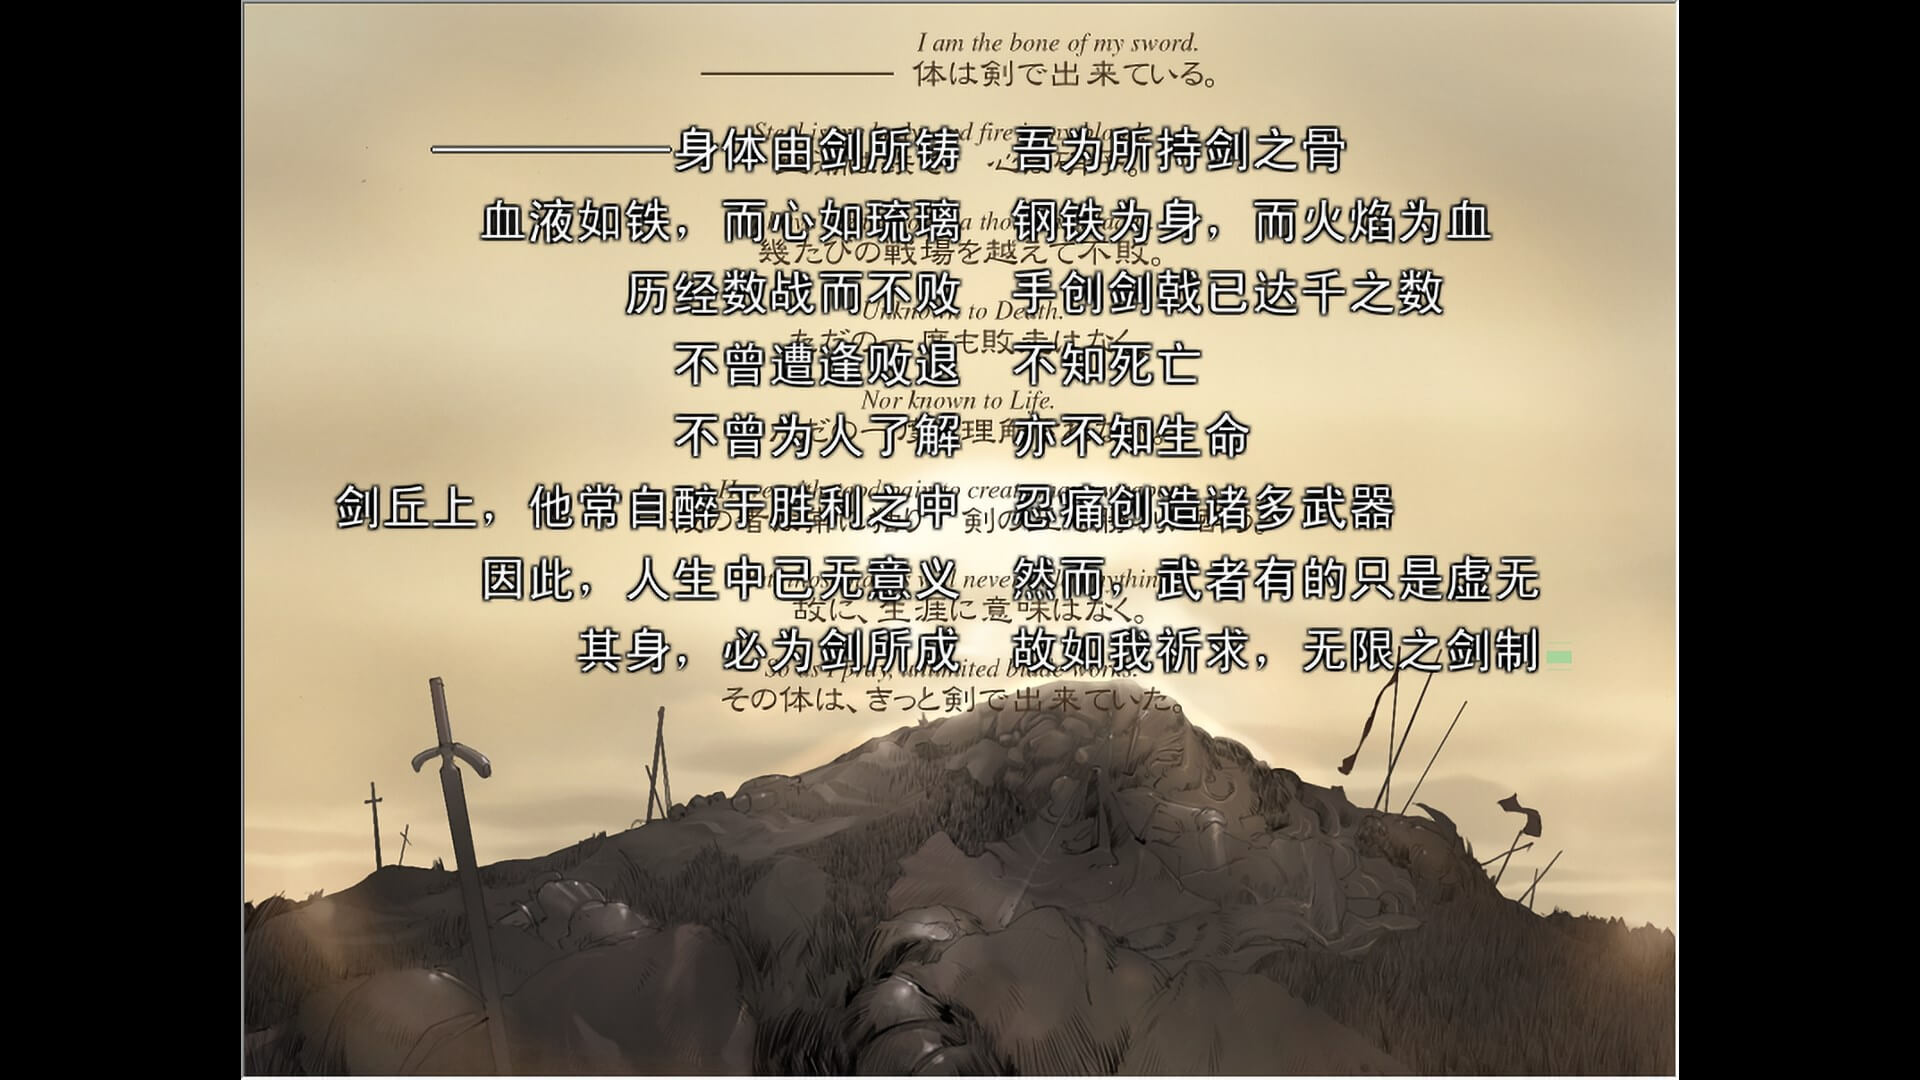 I am the bone of my sword.
————体は剣で出来ている。
————身体由剑所铸　吾为所持剑之骨
血液如铁，而心如琉璃　钢铁为身，而火焰为血
幾たびの戦場を越えて不敗。
历经数战而不败　手创剑戟已达千之数
Unknown to Death.
不曾遭逢败退　不知死亡
Nor known to Life.
不曾为人了解　亦不知生命
剑丘上，他常自醉于胜利之中　忍痛创造诸多武器
因此，人生中已无意义　然而，武者有的只是虚无
故に、生涯に意味はなく。
其身，必为剑所成　故如我祈求，无限之剑制
So as I pray, unlimited blade works.
その体は、きっと剣で出来ていた。